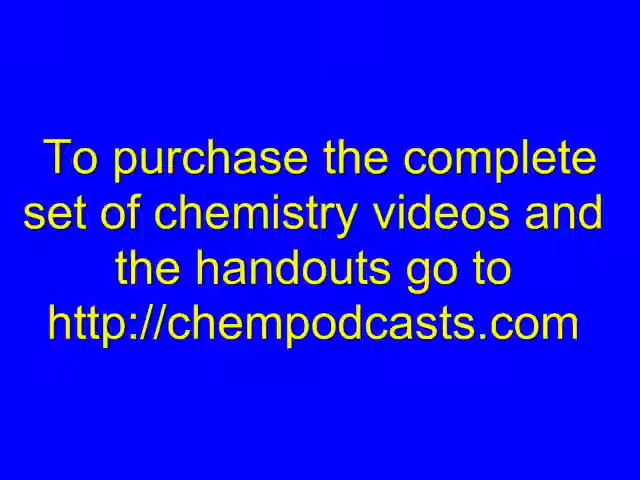 To purchase the complete
set of chemistry videos and
the handouts go to
http://chempodcasts.com